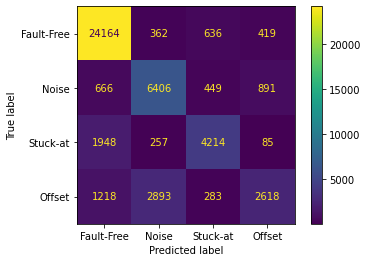 Fault-Free 24164 362 636 419
Noise 666 6406 449 891
Stuck-at 1948 257 4214 85
Offset 1218 2893 283 2618
Fault-Free Noise Stuck-at Offset
Predicted label
True label
20000
15000
10000
5000